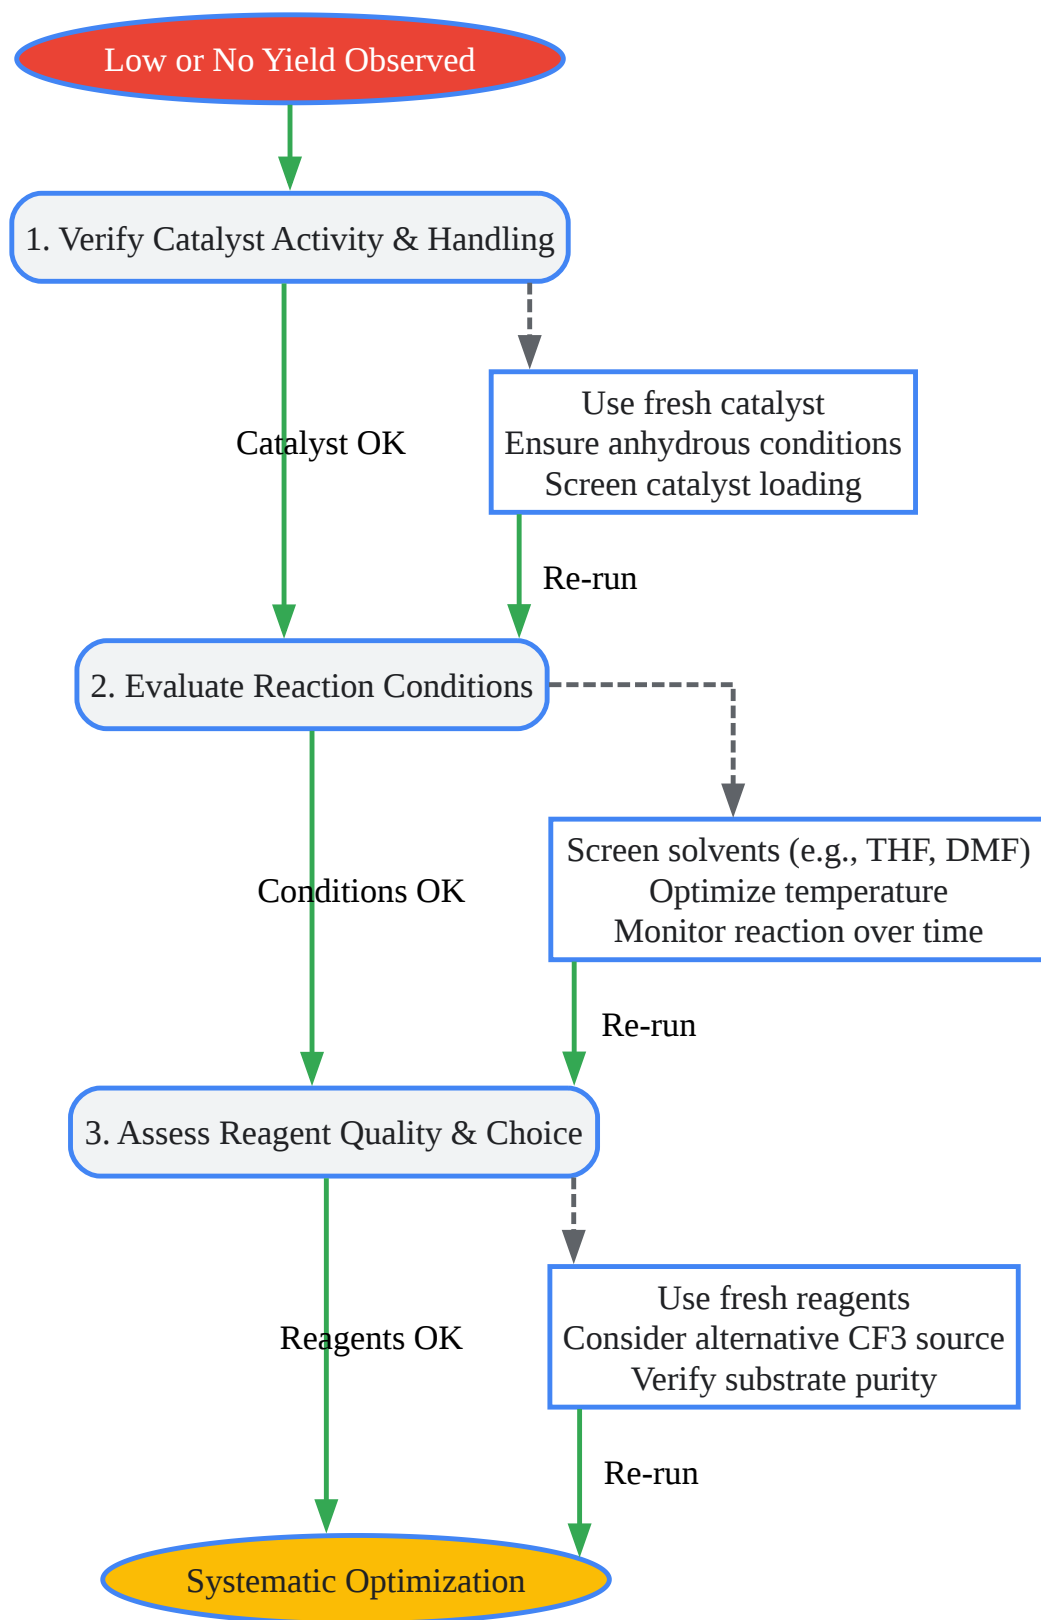 Low or No Yield Observed
1. Verify Catalyst Activity & Handling
Use fresh catalyst
Ensure anhydrous conditions
Screen catalyst loading
Catalyst OK
Re-run
2. Evaluate Reaction Conditions
Screen solvents (e.g., THF, DMF)
Optimize temperature
Monitor reaction over time
Conditions OK
Re-run
3. Assess Reagent Quality & Choice
Use fresh reagents
Consider alternative CF3 source
Verify substrate purity
Reagents OK
Re-run
Systematic Optimization